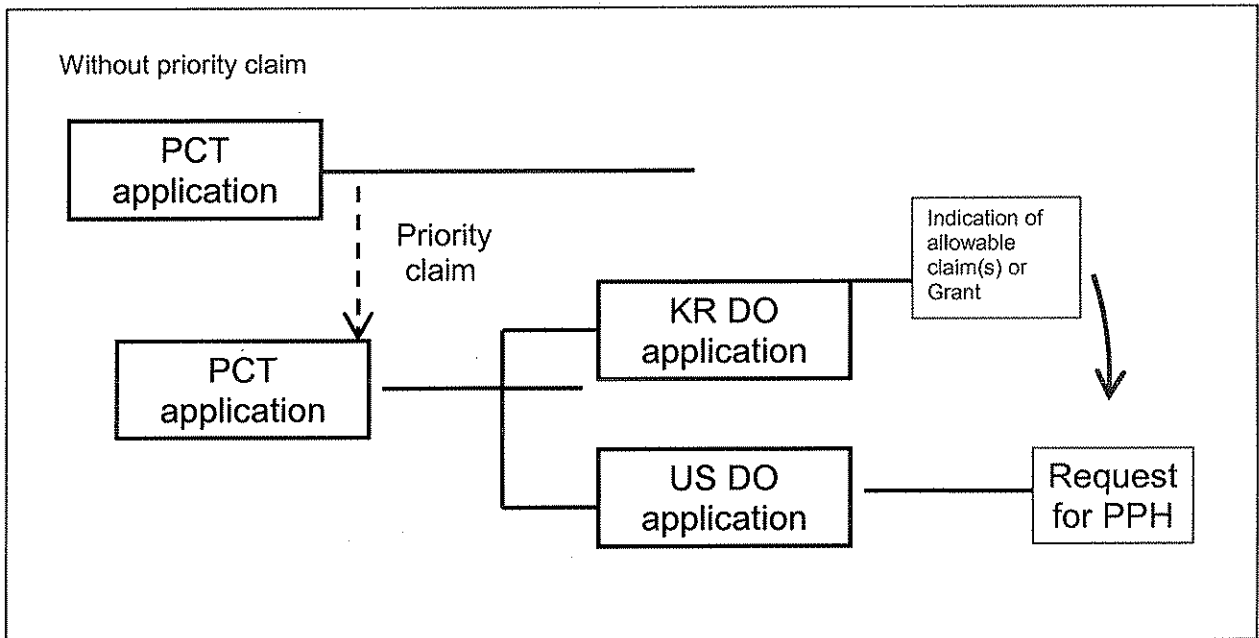 Without priority claim
PCT
application
Priority
claim
PCT
application
KR DO
application
Indication of
allowable
claim(s) or
Grant
US DO
application
Request
for PPH